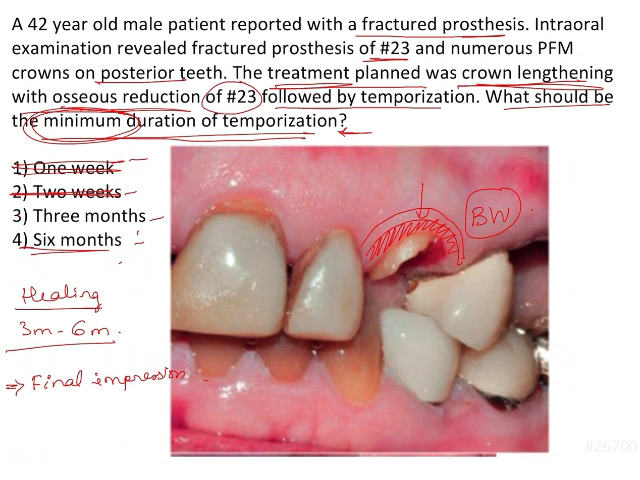 A 42 year old male patient reported with a fractured prosthesis. Intraoral
examination revealed fractured prosthesis of #23 and numerous PFM
crowns on posterior teeth. The treatment planned was crown lengthening
with osseous reduction of #23 followed by temporization. What should be
the minimum duration of temporization?
1) One week
2) Two weeks
3) Three months
4) Six months
BW
Healing
3m - 6m.
⇒ Final impression.
#26700